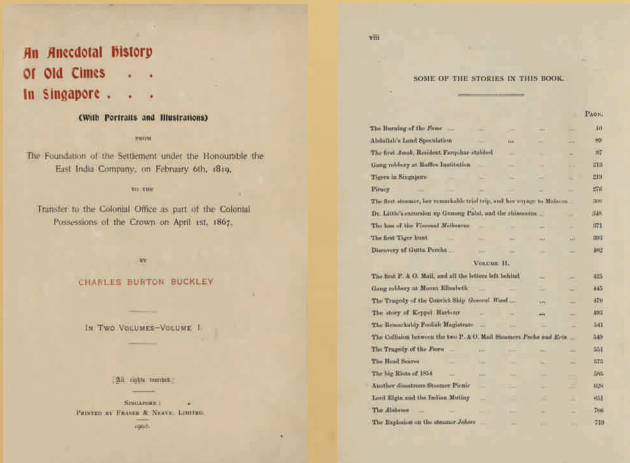 An Anecdotal History
Of Old Times . .
In Singapore . . .
(With Portraits and Illustrations)
FROM
The Foundation of the Settlement under the Honourable the
East India Company, on February 6th, 1819,
TO THE
Transfer to the Colonial Office as part of the Colonial
Possessions of the Crown on April 1st, 1867.
BY
CHARLES BURTON BUCKLEY
IN TWO VOLUMES—VOLUME I.
[All rights reserved.]
SINGAPORE:
PRINTED BY FRASER & NEAVE, LIMITED.
1902.
viii
SOME OF THE STORIES IN THIS BOOK.
PAGE.
The Burning of the Fame ... ... ... ... 10
Abdullah's Land Speculation ... ... ... ... 89
The first Amok, Resident Farquhar stabbed ... ... ... 97
Gang robbery at Raffles Institution ... ... ... 213
Tigers in Singapore ... ... ... ... 219
Piracy ... ... ... ... 276
The first steamer, her remarkable trial trip, and her voyage to Malacca
Dr. Little's excursion up Gunung Pulai, and the rhinoceros ...
The loss of the Viscount Melbourne ... ... ... 371
The first Tiger hunt ... ... ... ...
Discovery of Gutta Percha ... ... ... ... 402
VOLUME II.
The first P. & O. Mail, and all the letters left behind ... ... 425
Gang robbery at Mount Elizabeth ... ... ... 445
The Tragedy of the Convict Ship General Wood ... ... ... 470
The story of Keppel Harbour ... ... ... 493
The Remarkably Foolish Magistrate ... ... ... 541
The Collision between the two P. & O. Mail Steamers Pacha and Erin ... 549
The Tragedy of the ... ... ... ... 551
The Head Scares ... ... ... ... 575
The big Riots of 1854 ... ... ... ... 585
Another disastrous Steamer Picnic ... ... ... 628
Lord Elgin and the Indian Mutiny ... ... ... 651
The Alabama ... ... ... ... 706
The Explosion on the steamer Johore ... ... ... 719